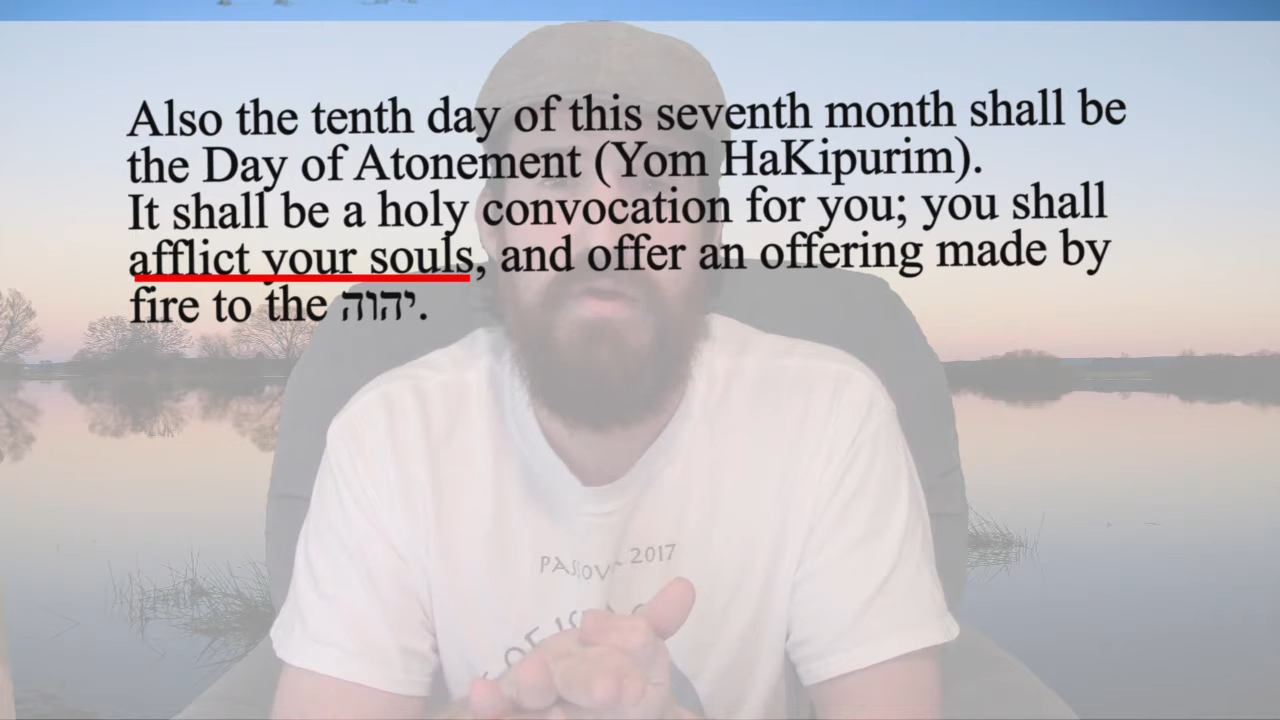 Also the tenth day of this seventh month shall be
the Day of Atonement (Yom HaKipurim).
It shall be a holy convocation for you; you shall
afflict your souls, and offer an offering made by
fire to the יהוה.
2017
OF